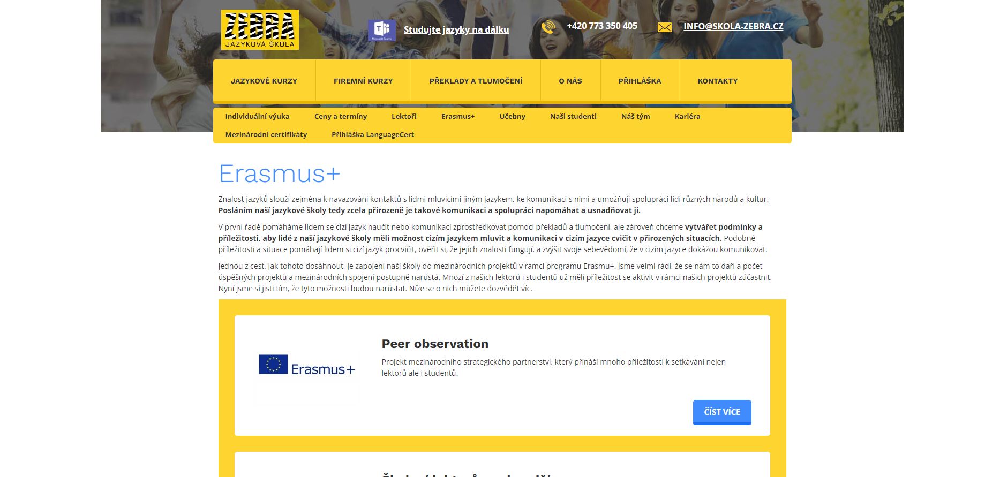 ZEBRA
JAZYKOVÁ ŠKOLA
T
Microsoft Teams
Studujte jazyky na dálku
+420 773 350 405
INFO@SKOLA-ZEBRA.CZ
JAZYKOVÉ KURZY
FIREMNÍ KURZY
PŘEKLADY A TLUMOČENÍ
O NÁS
PŘIHLÁŠKA
KONTAKTY
Individuální výuka
Ceny a termíny
Lektoři
Erasmus+
Učebny
Naši studenti
Náš tým
Kariéra
Mezinárodní certifikáty
Přihláška LanguageCert
Erasmus+
Znalost jazyků slouží zejména k navazování kontaktů s lidmi mluvícími jiným jazykem, ke komunikaci s nimi a umožňují spolupráci lidí různých národů a kultur.
Posláním naší jazykové školy tedy zcela přirozeně je takové komunikaci a spolupráci napomáhat a usnadňovat ji.
V první řadě pomáháme lidem se cizí jazyk naučit nebo komunikaci zprostředkovat pomocí překladů a tlumočení, ale zároveň chceme vytvářet podmínky a
příležitosti, aby lidé z naší jazykové školy měli možnost cizím jazykem mluvit a komunikaci v cizím jazyce cvičit v přirozených situacích. Podobné
příležitosti a situace pomáhají lidem si cizí jazyk procvičit, ověřit si, že jejich znalosti fungují, a zvýšit svoje sebevědomí, že v cizím jazyce dokážou komunikovat.
Jednou z cest, jak tohoto dosáhnout, je zapojení naší školy do mezinárodních projektů v rámci programu Erasmu+. Jsme velmi rádi, že se nám to daří a počet
úspěšných projektů a mezinárodních spojení postupně narůstá. Mnozí z našich lektorů i studentů už měli příležitost se aktivit v rámci našich projektů zúčastnit.
Nyní jsme si jisti tím, že tyto možnosti budou narůstat. Níže se o nich můžete dozvědět víc.
Erasmus+
Peer observation
Projekt mezinárodního strategického partnerství, který přináší mnoho příležitostí k setkávání nejen
lektorů ale i studentů.
ČÍST VÍCE